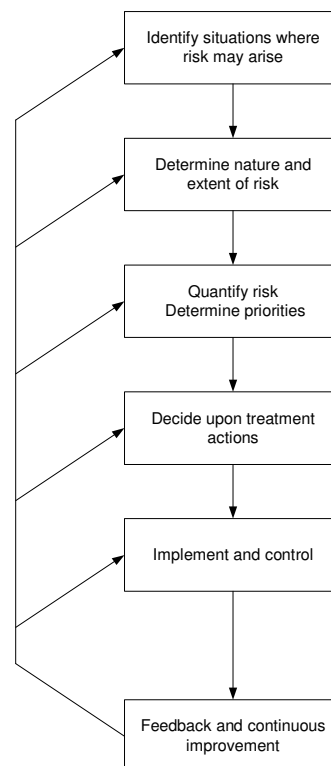 Identify situations where
risk may arise
Determine nature and
extent of risk
Quantify risk
Determine priorities
Decide upon treatment
actions
Implement and control
Feedback and continuous
improvement